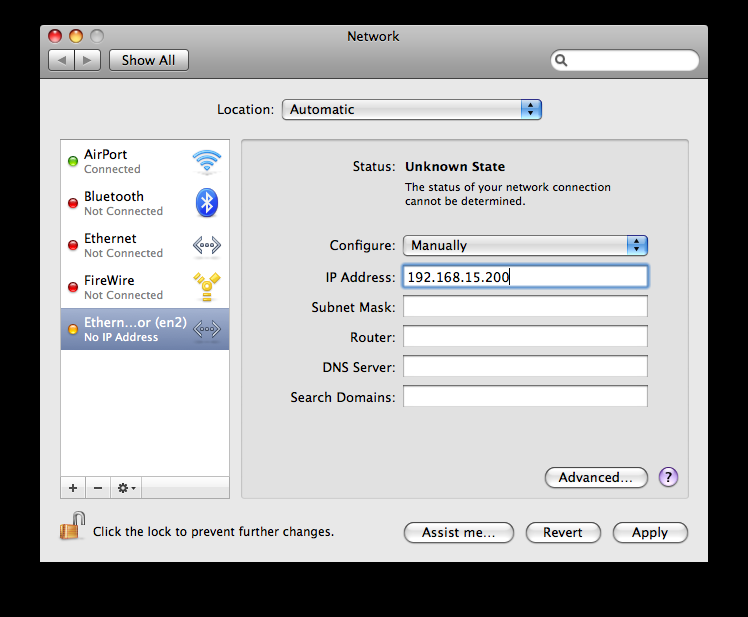 Network
Show All
Location: Automatic
AirPort
Connected
Bluetooth
Not Connected
Ethernet
Not Connected
FireWire
Not Connected
Ethern...or (en2)
No IP Address
Status: Unknown State
The status of your network connection
cannot be determined.
Configure: Manually
IP Address: 192.168.15.200
Subnet Mask:
Router:
DNS Server:
Search Domains:
Advanced...
?
Click the lock to prevent further changes.
Assist me...
Revert
Apply